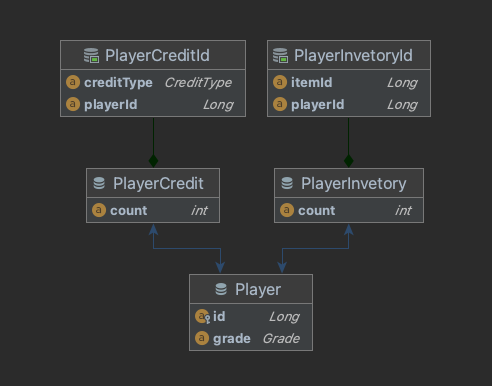 PlayerCreditId
creditType CreditType
playerId Long
PlayerInvetoryId
itemId Long
playerId Long
PlayerCredit
count int
PlayerInvetory
count int
Player
id Long
grade Grade